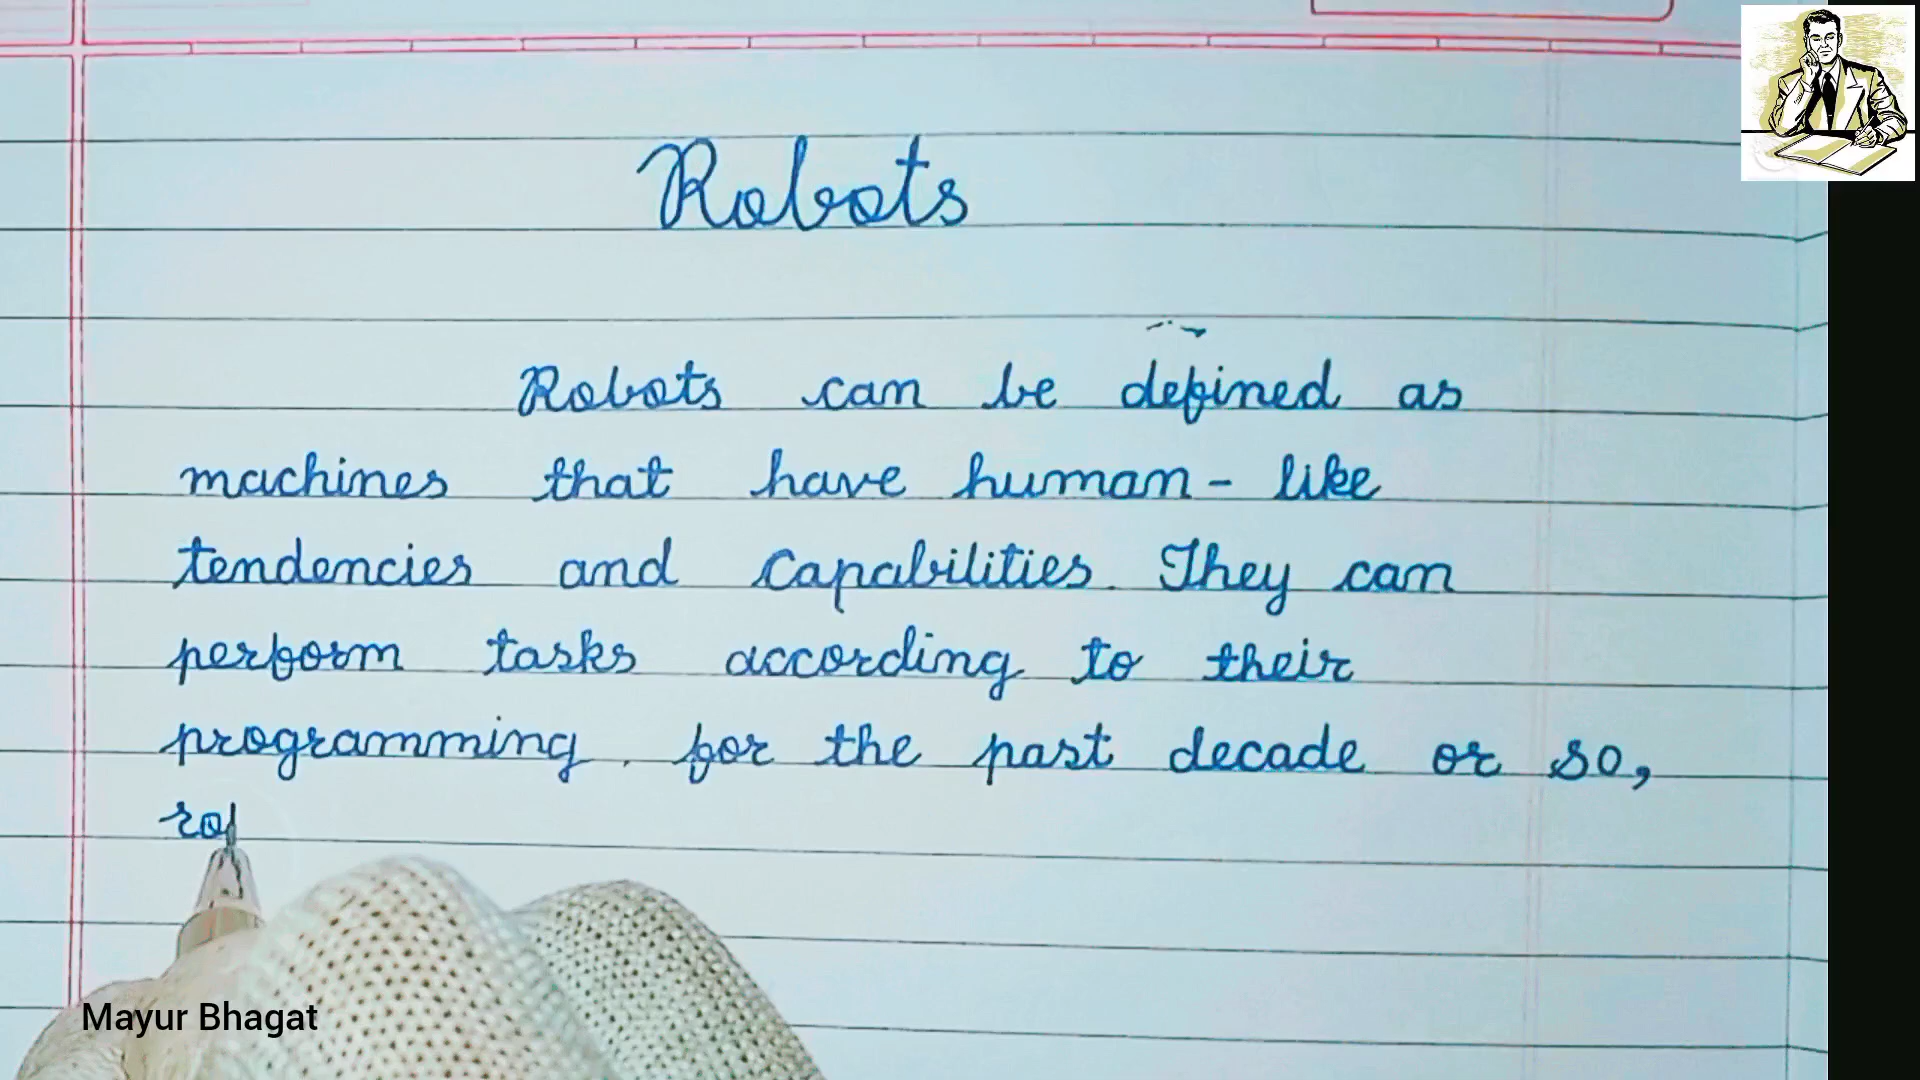 Robots
Robots can be defined as
machines that have human-like
tendencies and capabilities. They can
perform tasks according to their
programming. for the past decade or so,
Mayur Bhagat